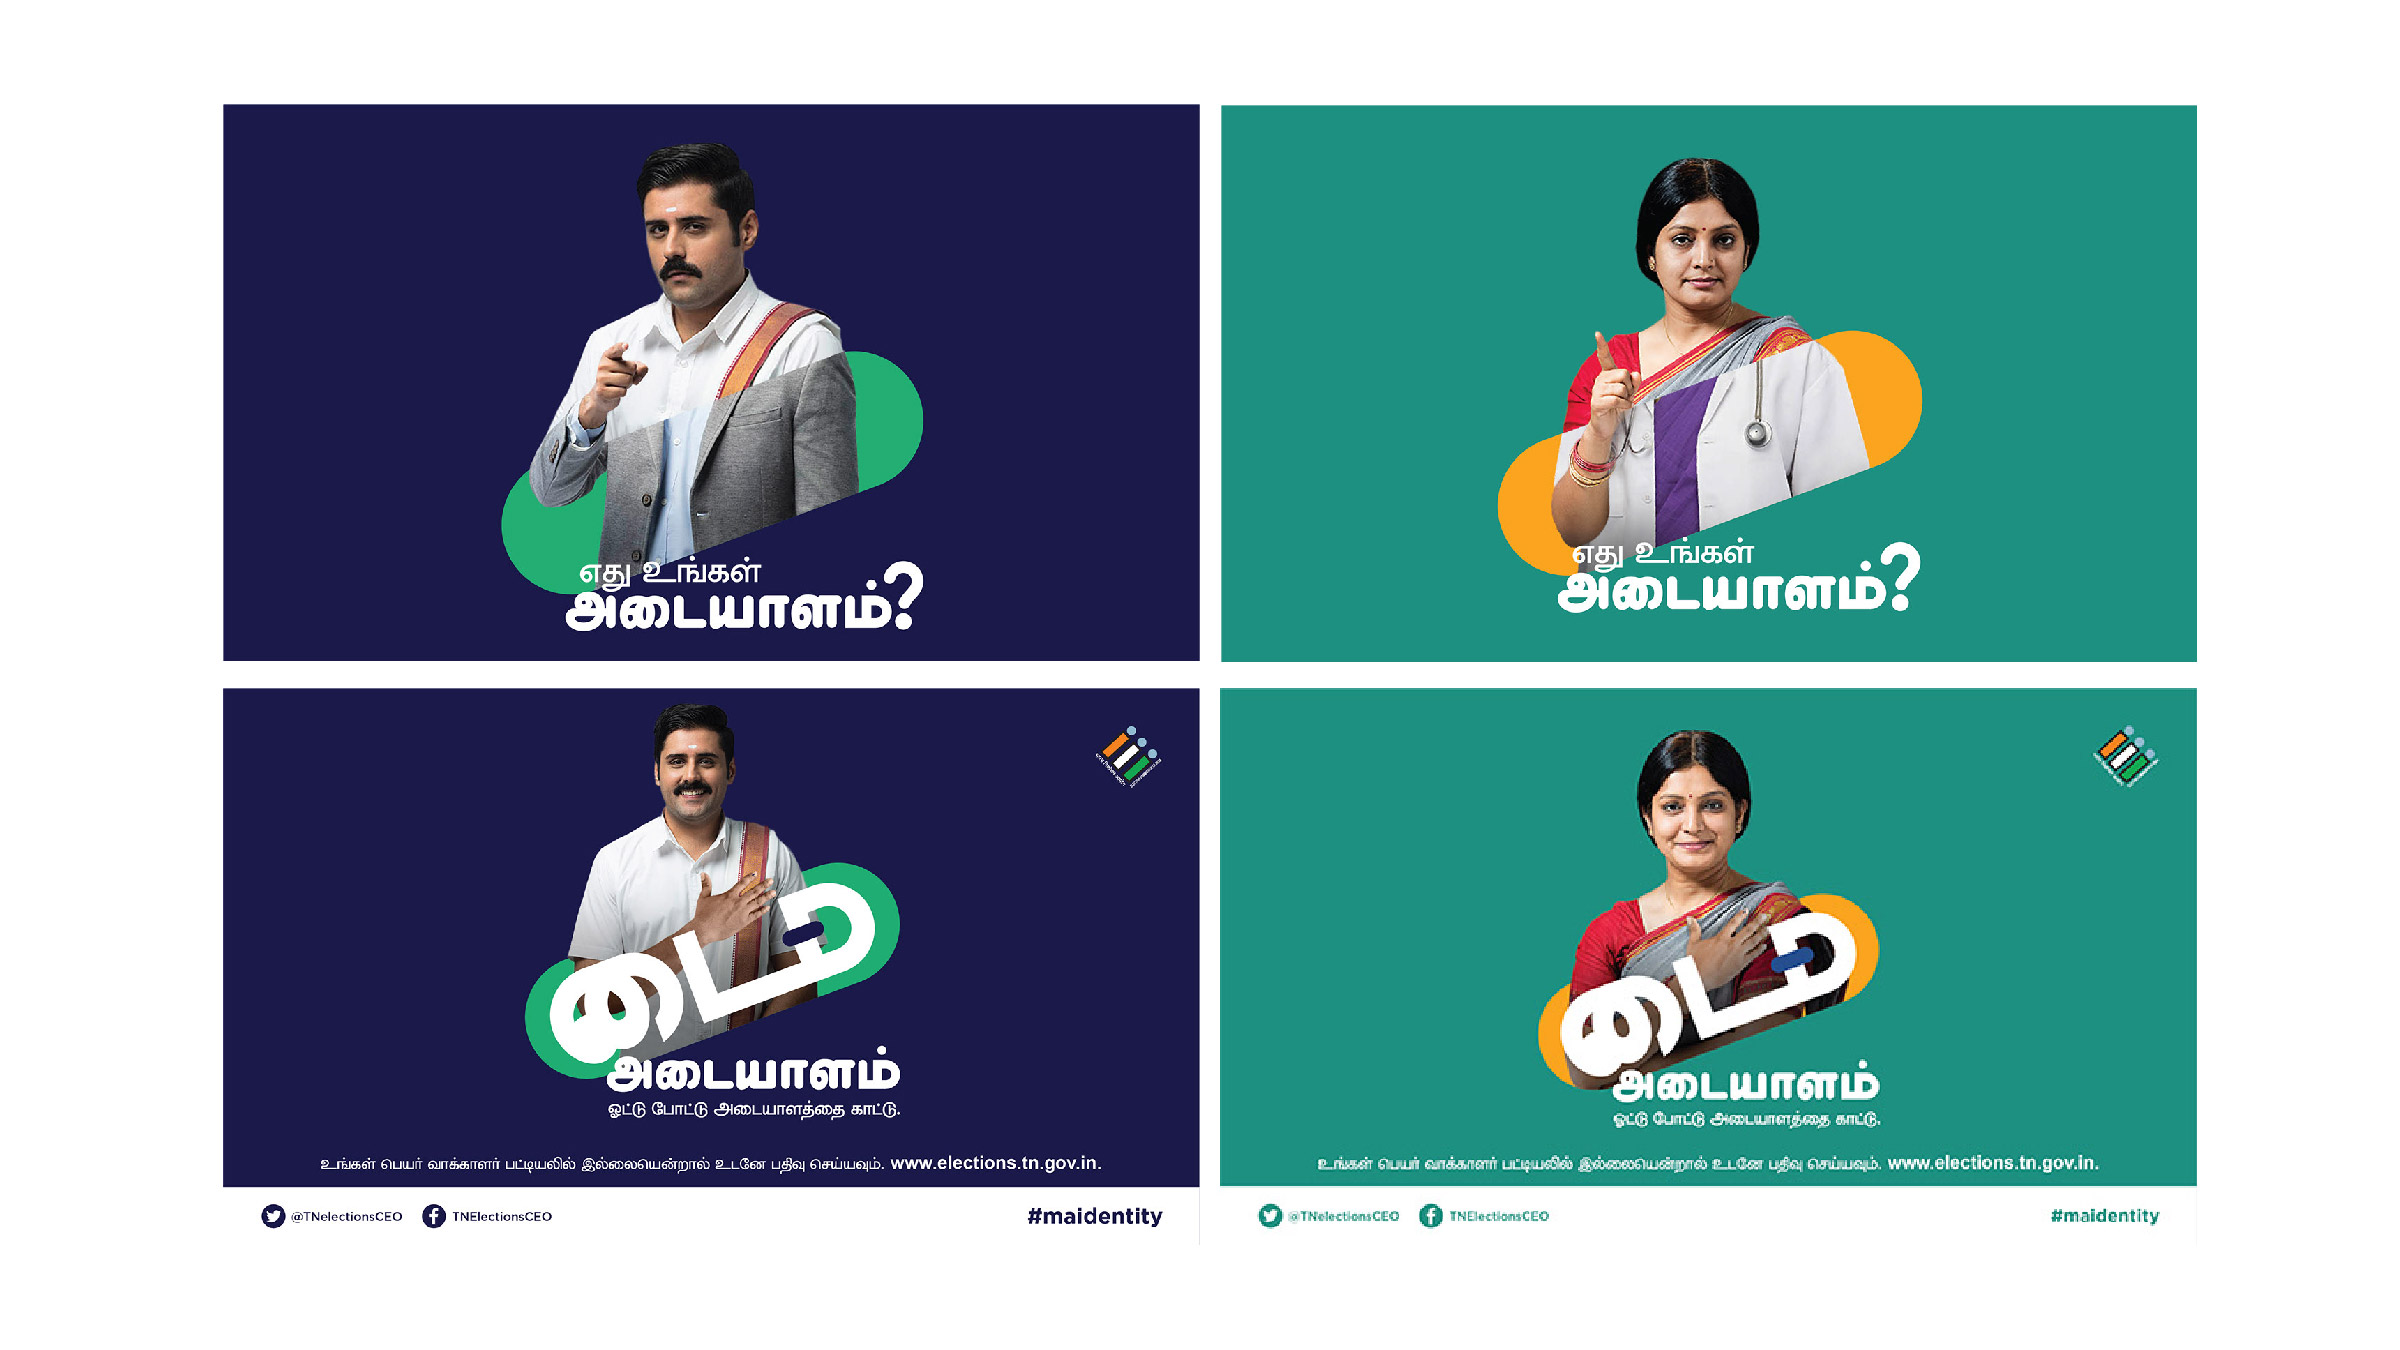 எது உங்கள்
அடையாளம்?
எது உங்கள்
அடையாளம்?
மை
அடையாளம்
ஓட்டு போட்டு அடையாளத்தை காட்டு.
உங்கள் பெயர் வாக்காளர் பட்டியலில் இல்லையென்றால் உடனே பதிவு செய்யவும். www.elections.tn.gov.in.
@TNelectionsCEO TNElectionsCEO #maidentity
மை
அடையாளம்
ஓட்டு போட்டு அடையாளத்தை காட்டு.
உங்கள் பெயர் வாக்காளர் பட்டியலில் இல்லையென்றால் உடனே பதிவு செய்யவும். www.elections.tn.gov.in.
@TNelectionsCEO TNElectionsCEO #maidentity